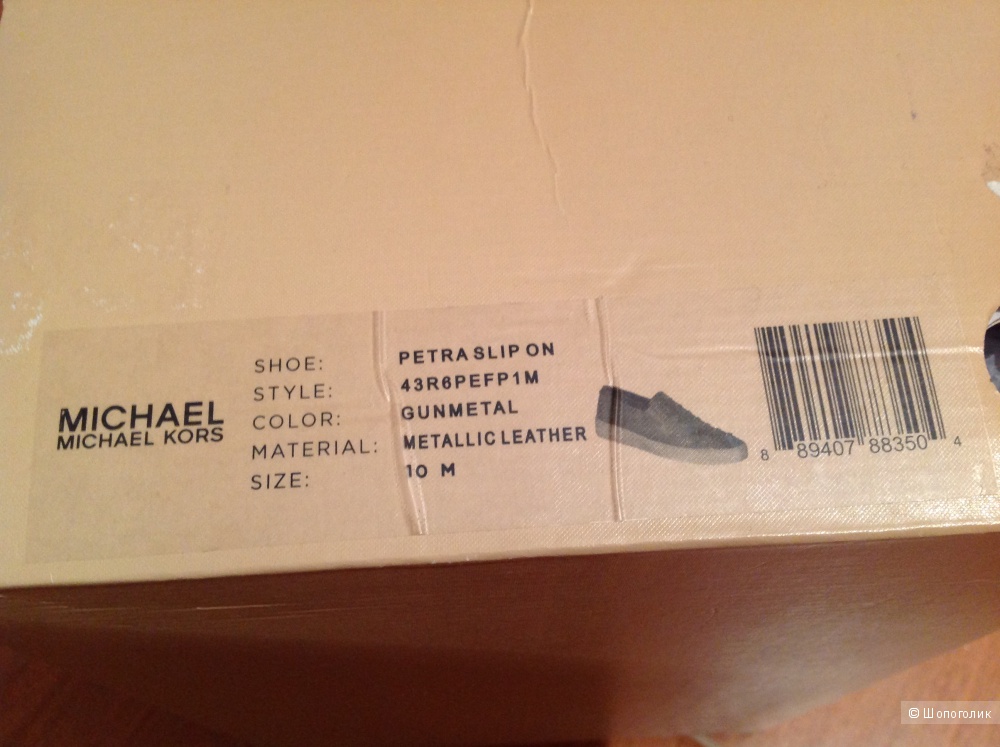 MICHAEL
MICHAEL KORS
SHOE: PETRA SLIP ON
STYLE: 43R6PEFP1M
COLOR: GUNMETAL
MATERIAL: METALLIC LEATHER
SIZE: 10 M
8 89407 88350 4
© Шопоголик